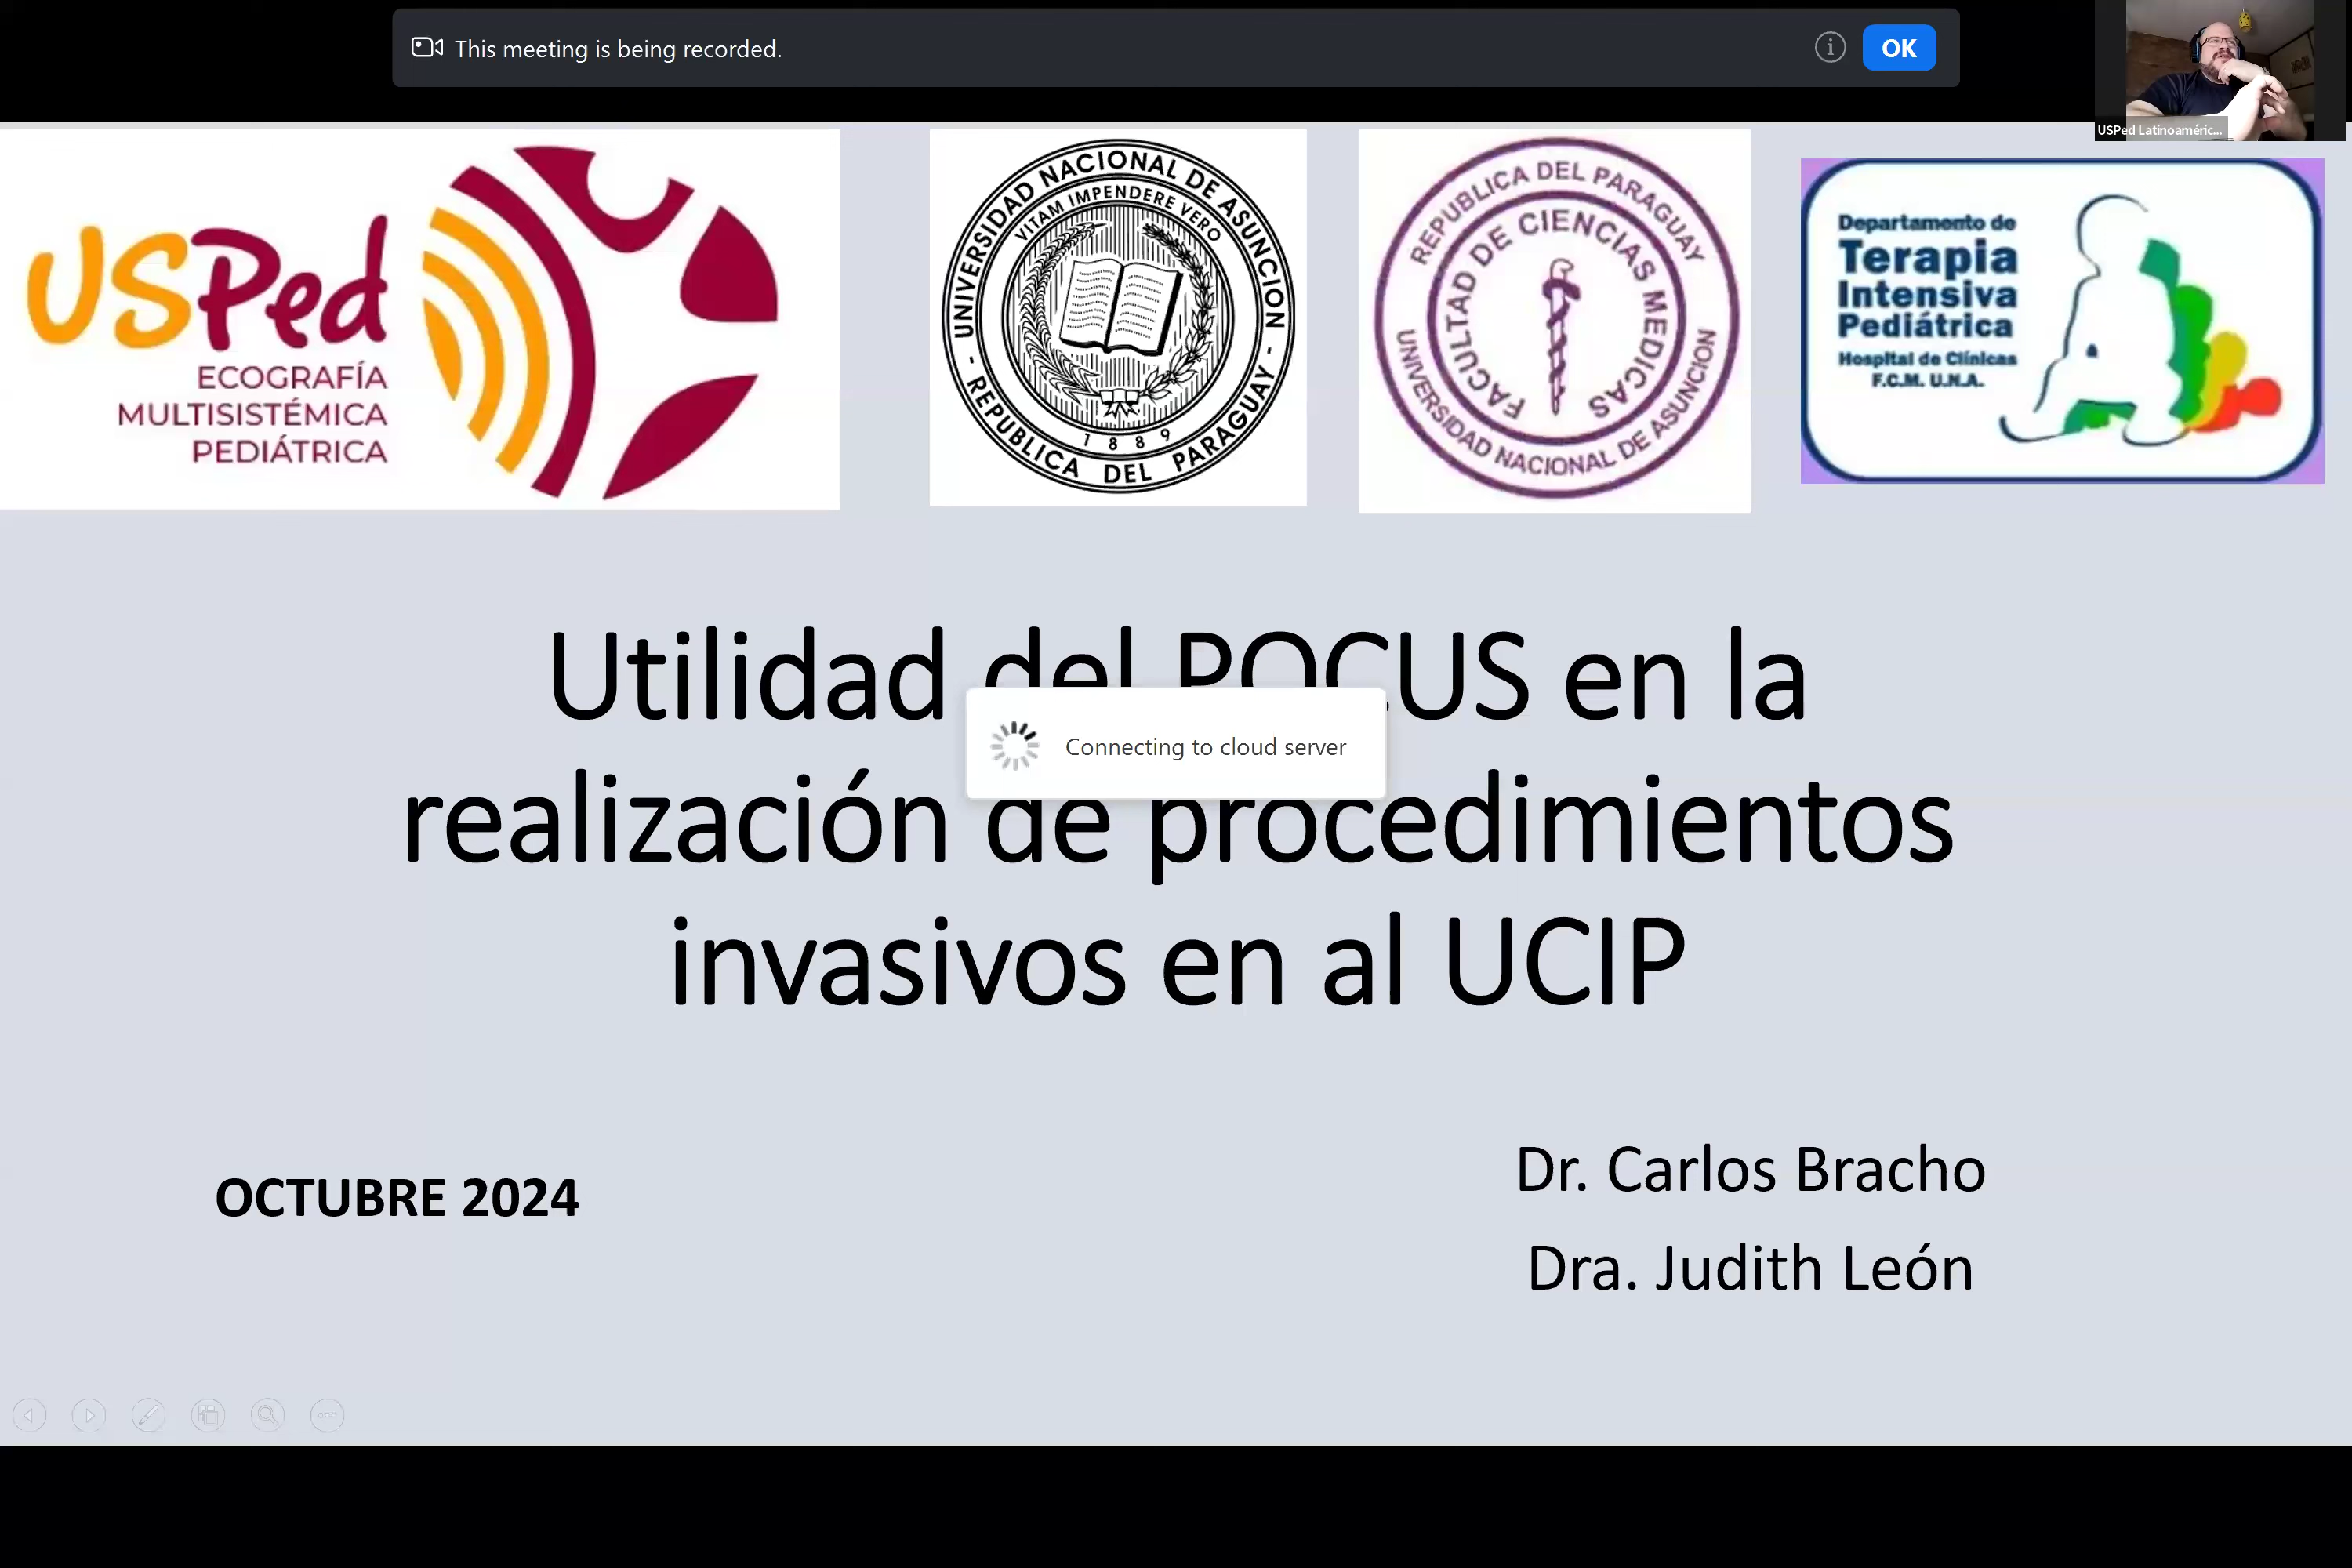 This meeting is being recorded.
OK
USPed Latinoaméric...
USPed
ECOGRAFÍA
MULTISISTÉMICA
PEDIÁTRICA
UNIVERSIDAD NACIONAL DE ASUNCION
VITAM IMPENDERE VERO
1889
- REPUBLICA DEL PARAGUAY -
REPUBLICA DEL PARAGUAY
FACULTAD DE CIENCIAS MEDICAS
UNIVERSIDAD NACIONAL DE ASUNCION
Departamento de
Terapia
Intensiva
Pediátrica
Hospital de Clínicas
F.C.M. U.N.A.
Utilidad del POCUS en la
Connecting to cloud server
realización de procedimientos
invasivos en al UCIP
OCTUBRE 2024
Dr. Carlos Bracho
Dra. Judith León